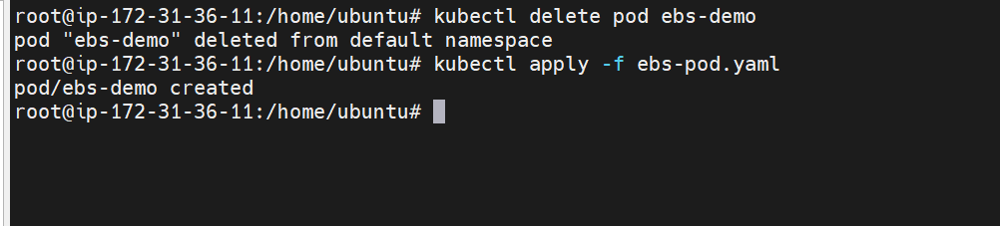 root@ip-172-31-36-11:/home/ubuntu# kubectl delete pod ebs-demo
pod "ebs-demo" deleted from default namespace
root@ip-172-31-36-11:/home/ubuntu# kubectl apply -f ebs-pod.yaml
pod/ebs-demo created
root@ip-172-31-36-11:/home/ubuntu#